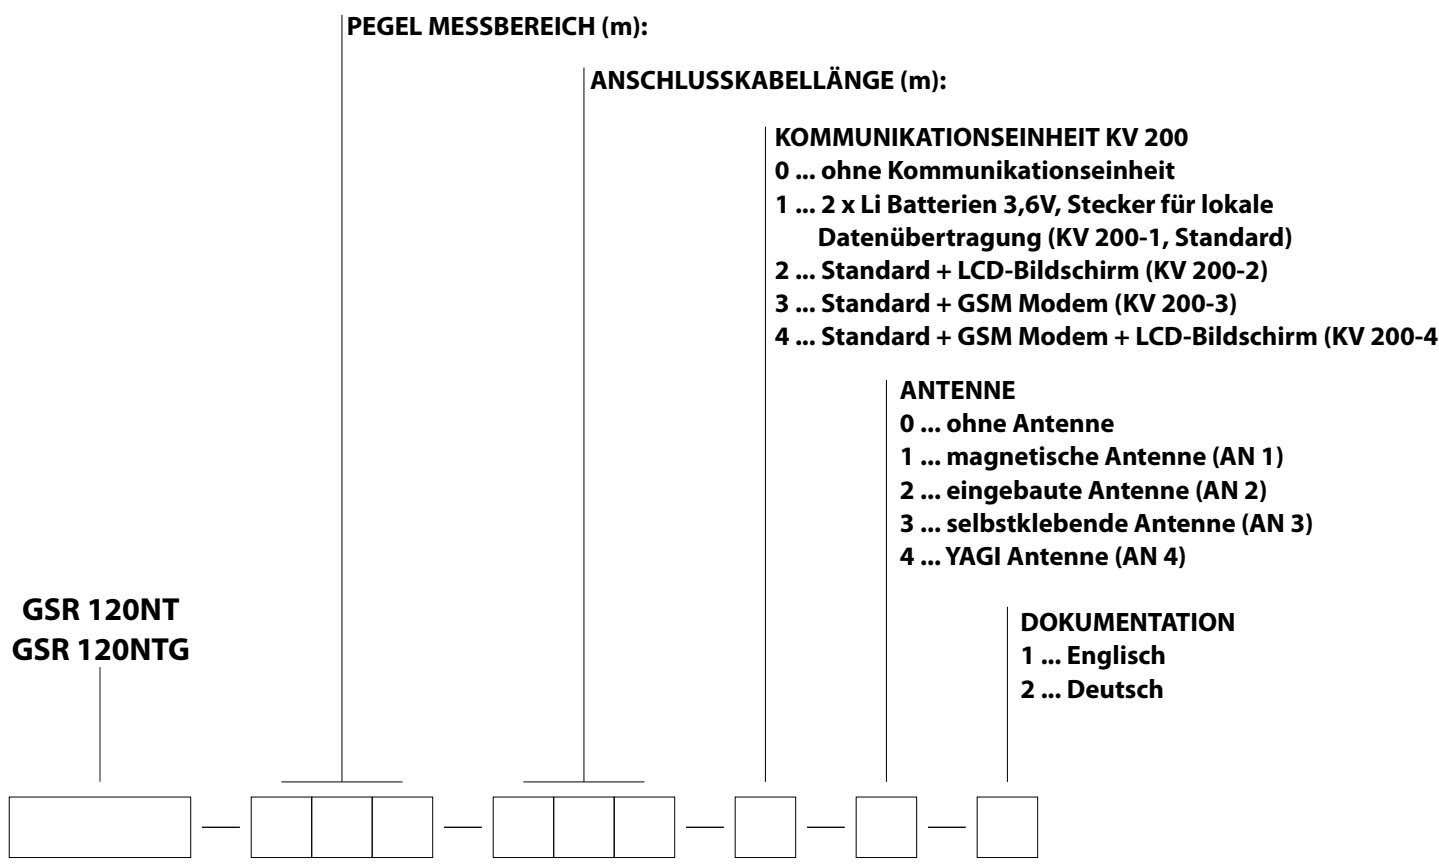 PEGEL MESSBEREICH (m):
ANSCHLUSSKABELLÄNGE (m):
KOMMUNIKATIONSEINHEIT KV 200
0 ... ohne Kommunikationseinheit
1 ... 2 x Li Batterien 3,6V, Stecker für lokale
Datenübertragung (KV 200-1, Standard)
2 ... Standard + LCD-Bildschirm (KV 200-2)
3 ... Standard + GSM Modem (KV 200-3)
4 ... Standard + GSM Modem + LCD-Bildschirm (KV 200-4
ANTENNE
0 ... ohne Antenne
1 ... magnetische Antenne (AN 1)
2 ... eingebaute Antenne (AN 2)
3 ... selbstklebende Antenne (AN 3)
4 ... YAGI Antenne (AN 4)
GSR 120NT
GSR 120NTG
DOKUMENTATION
1 ... Englisch
2 ... Deutsch